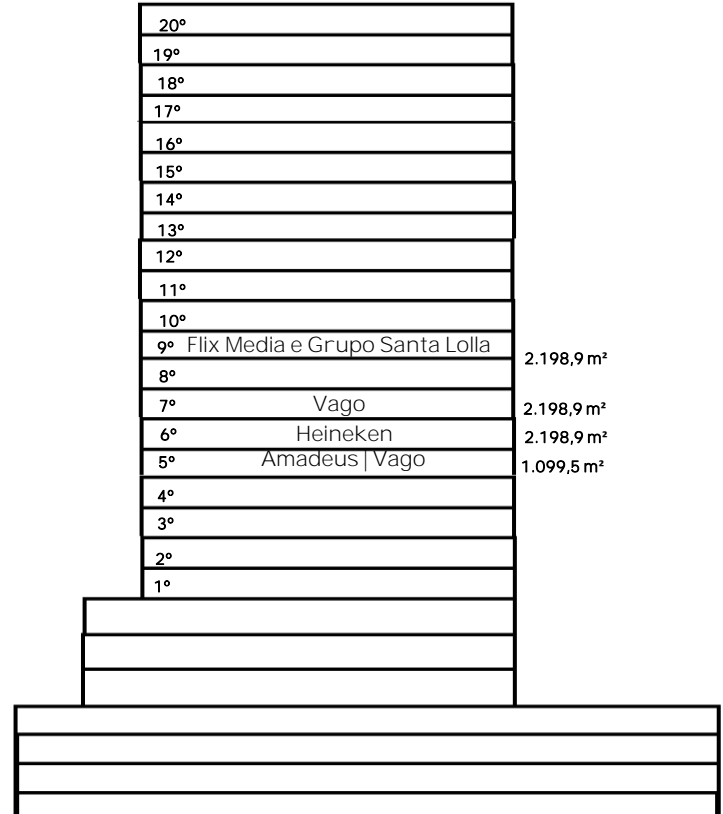 20º
19º
18º
17º
16º
15º
14º
13º
12º
11º
10º
9º Flix Media e Grupo Santa Lolla 2.198,9 m²
8º
7º Vago 2.198,9 m²
6º Heineken 2.198,9 m²
5º Amadeus | Vago 1.099,5 m²
4º
3º
2º
1º